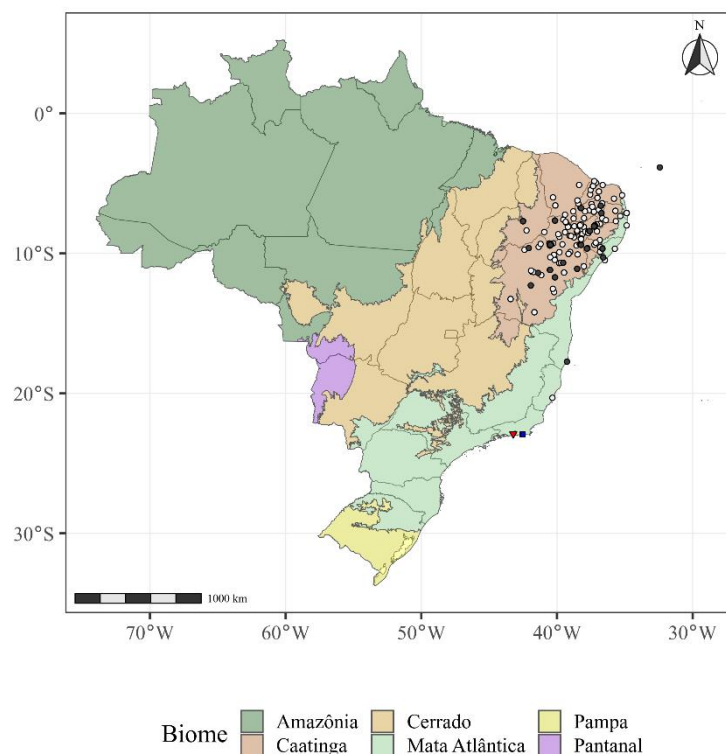 N
0°
10°S
20°S
30°S
1000 km
70°W 60°W 50°W 40°W 30°W
Biome Amazônia Cerrado Pampa
Caatinga Mata Atlântica Pantanal